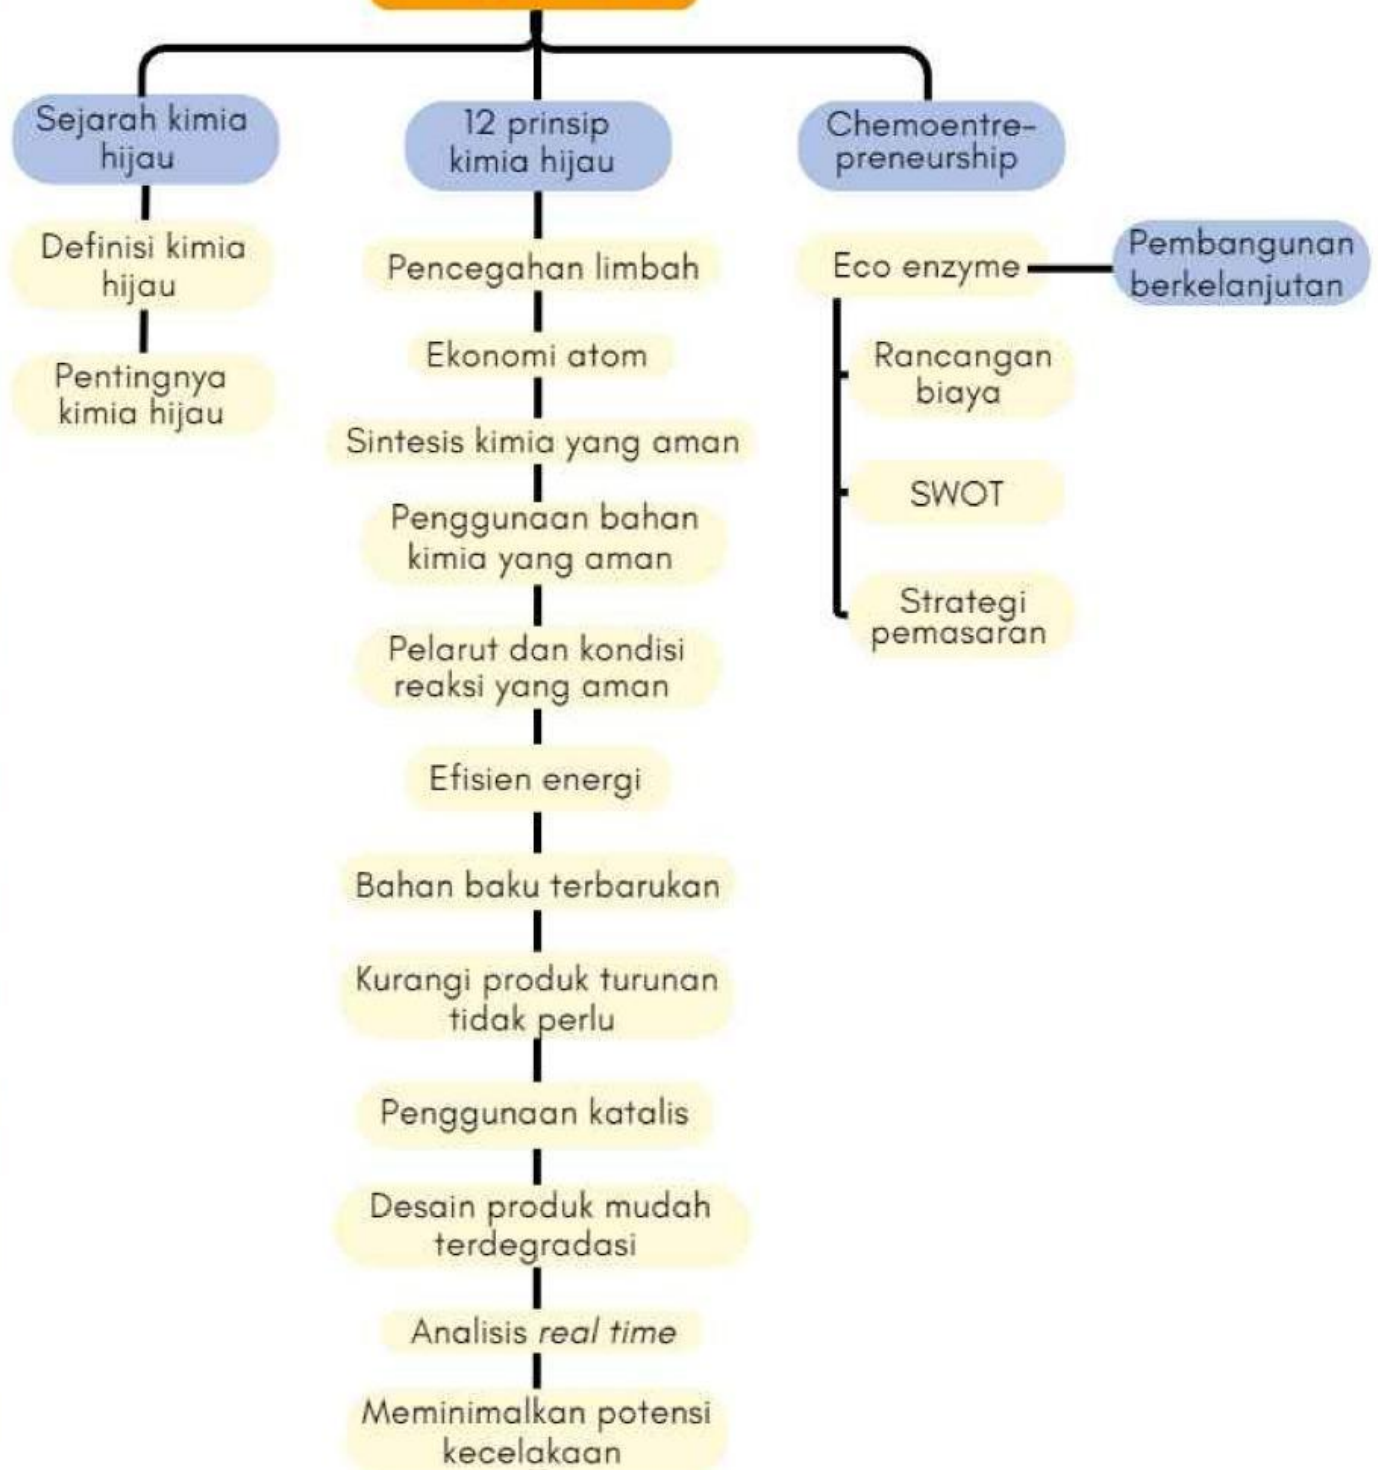 Sejarah kimia
hijau
Definisi kimia
hijau
Pentingnya
kimia hijau
12 prinsip
kimia hijau
Pencegahan limbah
Ekonomi atom
Sintesis kimia yang aman
Penggunaan bahan
kimia yang aman
Pelarut dan kondisi
reaksi yang aman
Efisien energi
Bahan baku terbarukan
Kurangi produk turunan
tidak perlu
Penggunaan katalis
Desain produk mudah
terdegradasi
Analisis real time
Meminimalkan potensi
kecelakaan
Chemoentre-
preneurship
Eco enzyme
Pembangunan
berkelanjutan
Rancangan
biaya
SWOT
Strategi
pemasaran